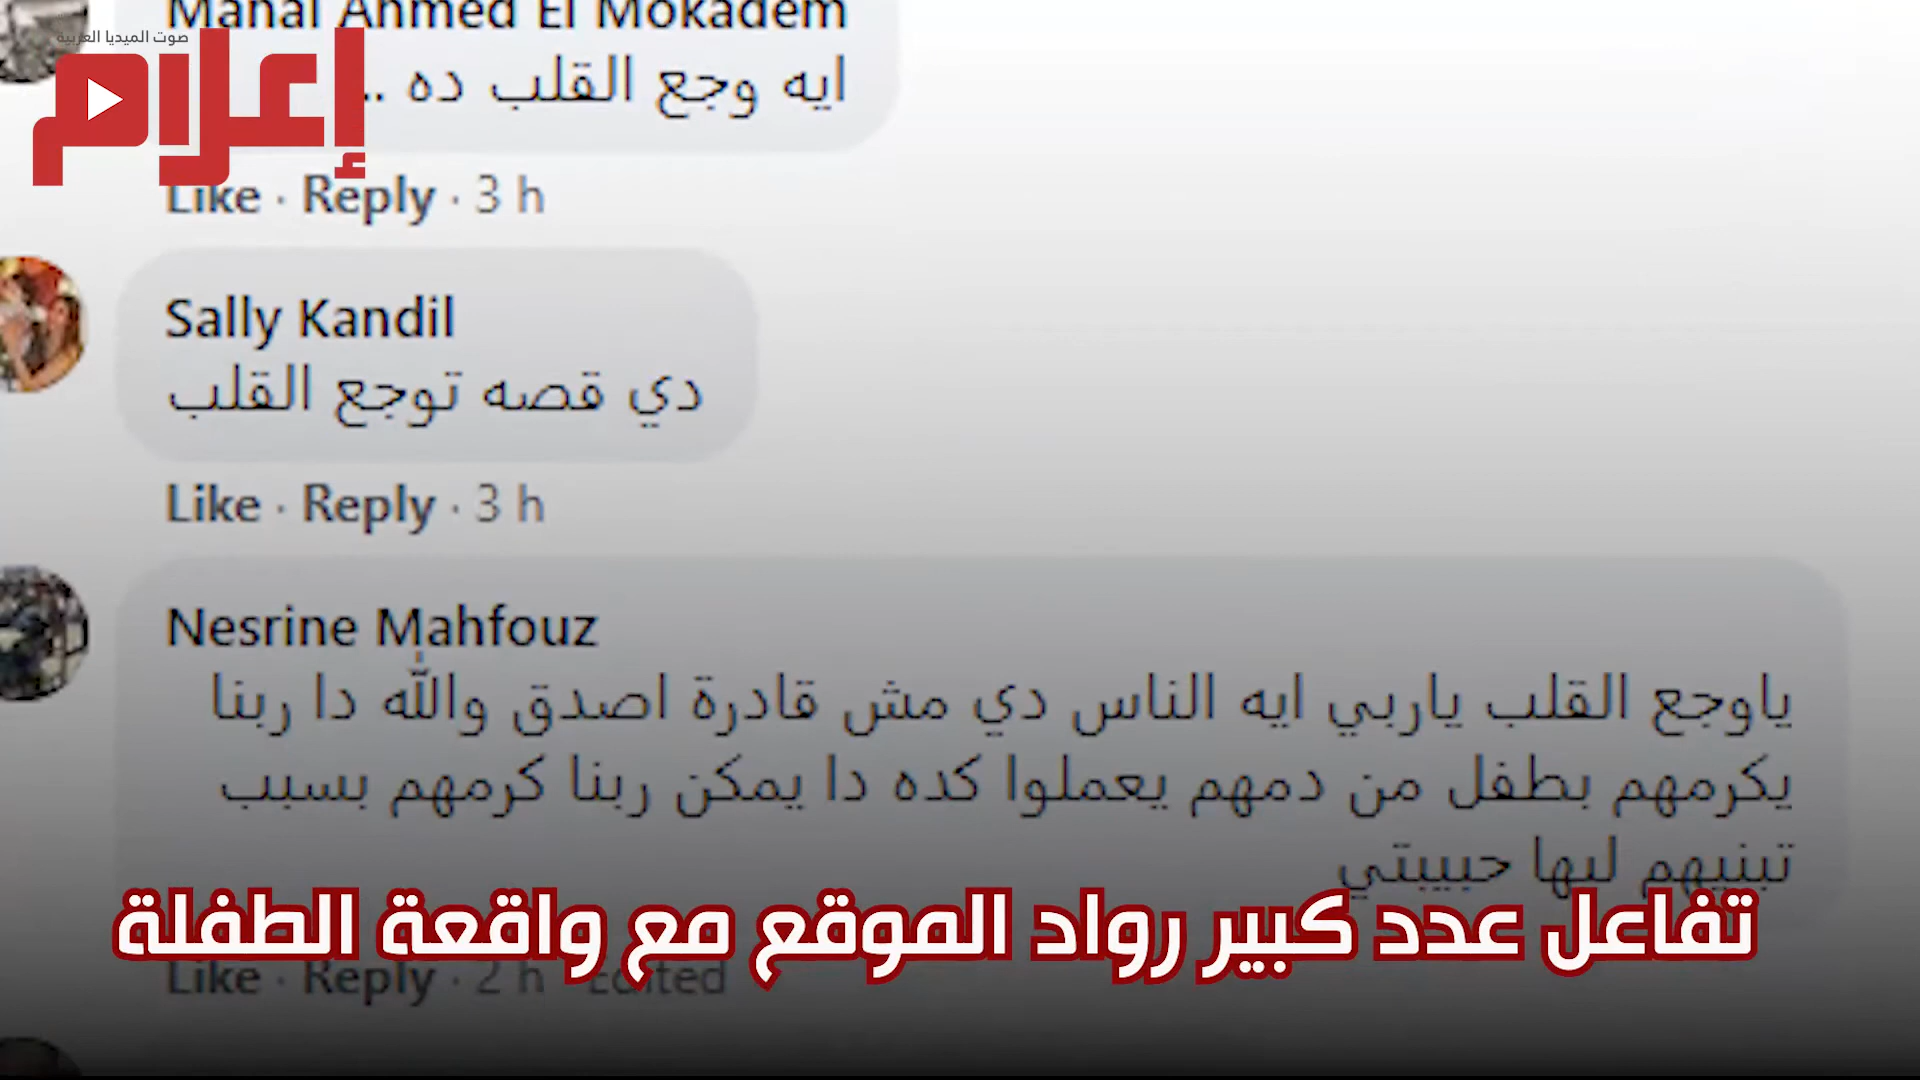 Manal Ahmed El Mokadem
صوت الميديا العربية
إعلام
ايه وجع القلب ده ..
Like · Reply · 3 h
Sally Kandil
دي قصه توجع القلب
Like · Reply · 3 h
Nesrine Mahfouz
ياوجع القلب ياربي ايه الناس دي مش قادرة اصدق والله دا ربنا
يكرمهم بطفل من دمهم يعملوا كده دا يمكن ربنا كرمهم بسبب
تبنيهم ليها حبيبتي
تفاعل عدد كبير رواد الموقع مع واقعة الطفلة
Like · Reply · 2 h · Edited